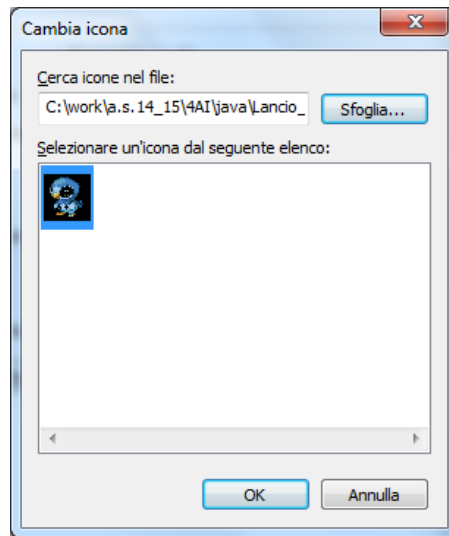 Cambia icona
Cerca icone nel file:
C:\work\a.s.14_15\4AI\java\Lancio_
Sfoglia...
Selezionare un'icona dal seguente elenco:
OK
Annulla